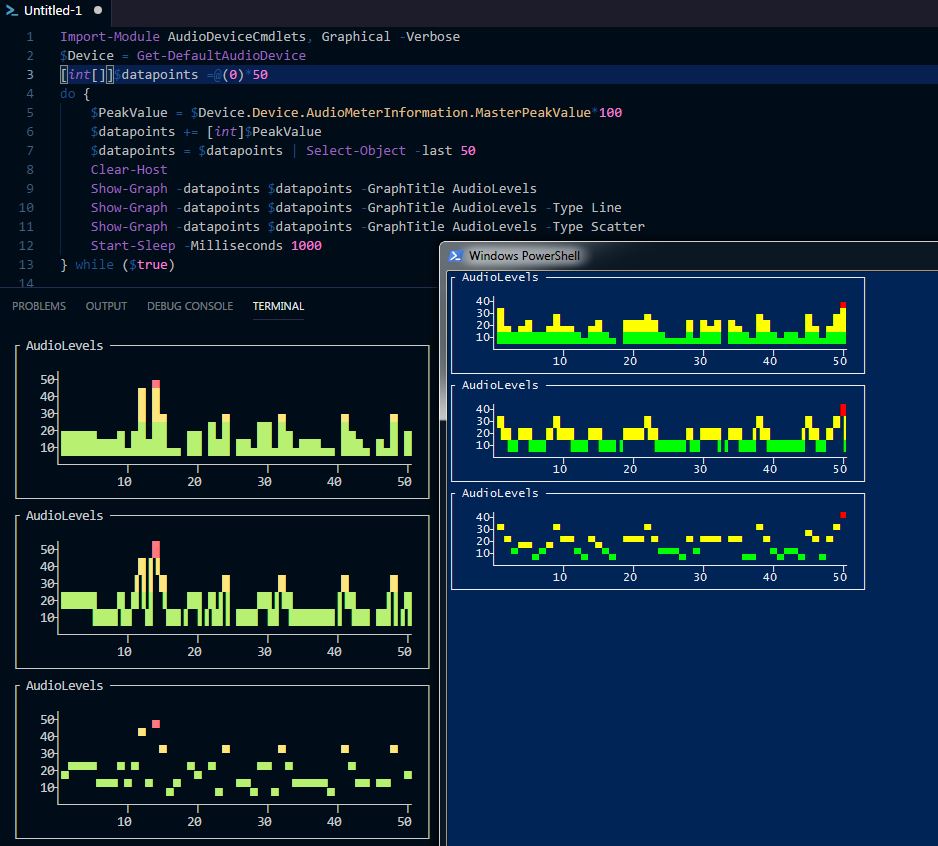 Untitled-1
1 Import-Module AudioDeviceCmdlets, Graphical -Verbose
2 $Device = Get-DefaultAudioDevice
3 [int[]]$datapoints =@(0)*50
4 do {
5 $PeakValue = $Device.Device.AudioMeterInformation.MasterPeakValue*100
6 $datapoints += [int]$PeakValue
7 $datapoints = $datapoints | Select-Object -last 50
8 Clear-Host
9 Show-Graph -datapoints $datapoints -GraphTitle AudioLevels
10 Show-Graph -datapoints $datapoints -GraphTitle AudioLevels -Type Line
11 Show-Graph -datapoints $datapoints -GraphTitle AudioLevels -Type Scatter
12 Start-Sleep -Milliseconds 1000
13 } while ($true)
14
PROBLEMS OUTPUT DEBUG CONSOLE TERMINAL
AudioLevels
50
40
30
20
10
10 20 30 40 50
AudioLevels
50
40
30
20
10
10 20 30 40 50
AudioLevels
50
40
30
20
10
10 20 30 40 50
Windows PowerShell
AudioLevels
40
30
20
10
10 20 30 40 50
AudioLevels
40
30
20
10
10 20 30 40 50
AudioLevels
40
30
20
10
10 20 30 40 50